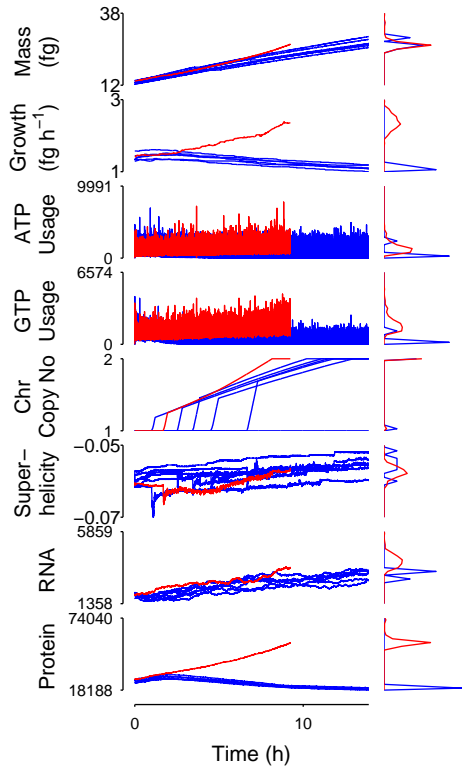 38
Mass
(fg)
12
3
Growth
(fg h⁻¹)
1
9991
ATP
Usage
0
6574
GTP
Usage
0
2
Chr
Copy No
1
−0.05
Super−
helicity
−0.07
5859
RNA
1358
74040
Protein
18188
0 10
Time (h)